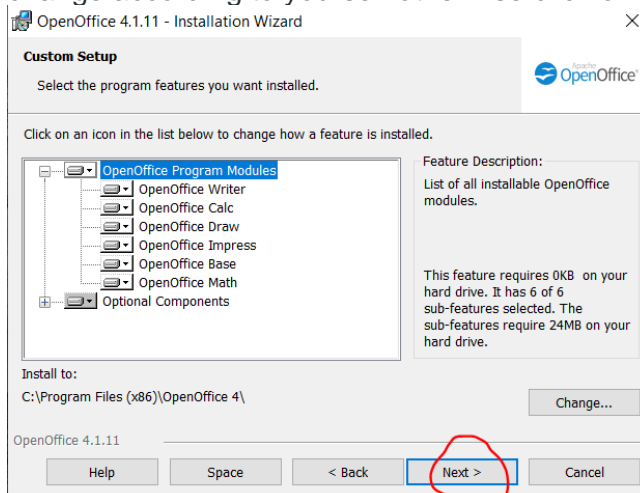 OpenOffice 4.1.11 - Installation Wizard
Custom Setup
Select the program features you want installed.
Apache
OpenOffice
Click on an icon in the list below to change how a feature is installed.
OpenOffice Program Modules
OpenOffice Writer
OpenOffice Calc
OpenOffice Draw
OpenOffice Impress
OpenOffice Base
OpenOffice Math
Optional Components
Feature Description:
List of all installable OpenOffice
modules.
This feature requires 0KB on your
hard drive. It has 6 of 6
sub-features selected. The
sub-features require 24MB on your
hard drive.
Install to:
C:\Program Files (x86)\OpenOffice 4\
Change...
OpenOffice 4.1.11
Help
Space
< Back
Next >
Cancel